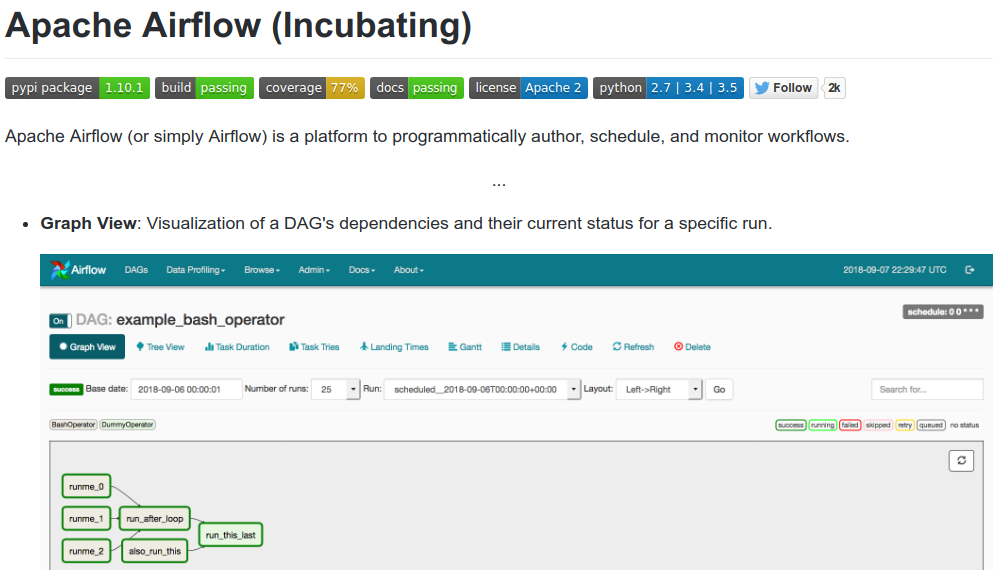 Apache Airflow (Incubating)
pypi package 1.10.1 build passing coverage 77% docs passing license Apache 2 python 2.7 | 3.4 | 3.5 Follow 2k
Apache Airflow (or simply Airflow) is a platform to programmatically author, schedule, and monitor workflows.
...
• Graph View: Visualization of a DAG's dependencies and their current status for a specific run.
Airflow DAGs Data Profiling Browse Admin Docs About 2018-09-07 22:29:47 UTC
On DAG: example_bash_operator schedule: 0 0 * * *
Graph View Tree View Task Duration Task Tries Landing Times Gantt Details Code Refresh Delete
success Base date: 2018-09-06 00:00:01 Number of runs: 25 Run: scheduled__2018-09-06T00:00:00+00:00 Layout: Left->Right Go Search for...
BashOperator DummyOperator success running failed skipped retry queued no status
runme_0
runme_1 run_after_loop
run_this_last
runme_2 also_run_this